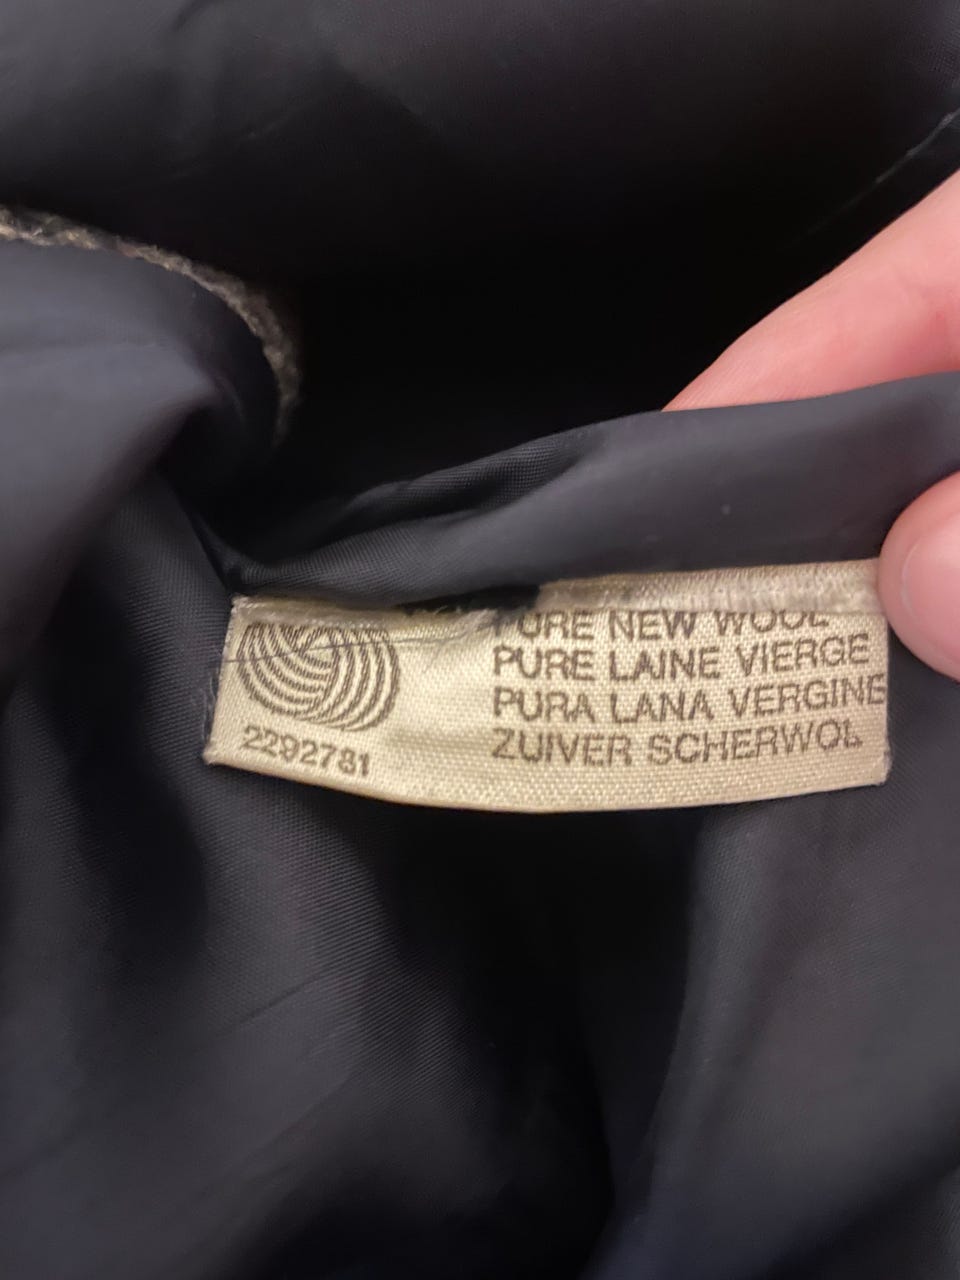 PURE NEW WOOL
PURE LAINE VIERGE
PURA LANA VERGINE
ZUIVER SCHERWOL
2292781